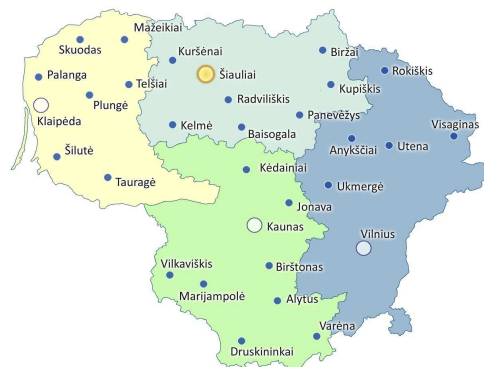 Mažeikiai
Skuodas
Kuršėnai
Biržai
Rokiškis
Palanga
Telšiai
Šiauliai
Kupiškis
Plungė
Radviliškis
Klaipėda
Panevėžys
Visaginas
Kelmė
Baisogala
Anykščiai
Utena
Šilutė
Kėdainiai
Tauragė
Ukmergė
Jonava
Kaunas
Vilnius
Vilkaviškis
Birštonas
Marijampolė
Alytus
Varėna
Druskininkai